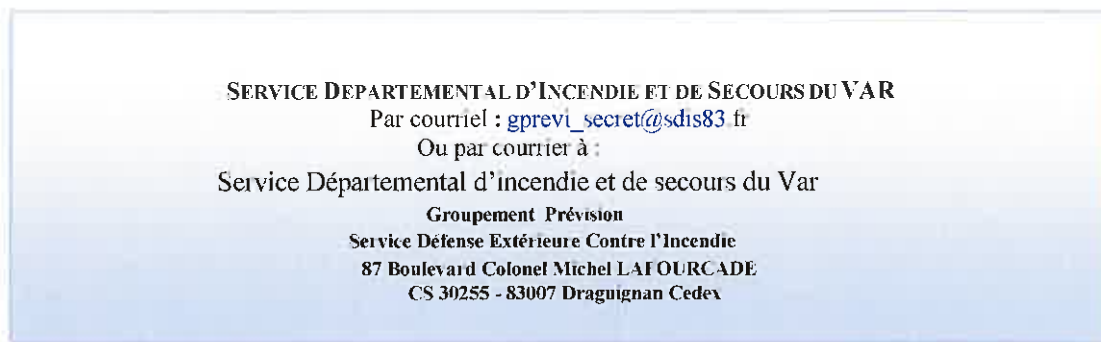 SERVICE DEPARTEMENTAL D'INCENDIE ET DE SECOURS DU VAR
Par courriel : gprevi_secret@sdis83.fr
Ou par courrier à :
Service Départemental d'incendie et de secours du Var
Groupement Prévision
Service Défense Extérieure Contre l'Incendie
87 Boulevard Colonel Michel LAFOURCADE
CS 30255 - 83007 Draguignan Cedex